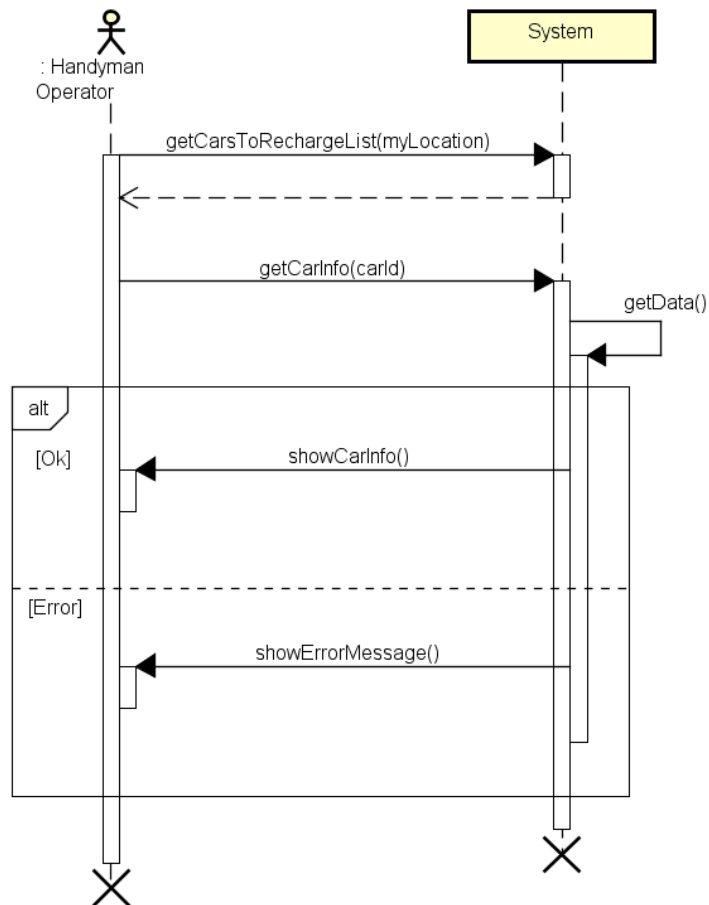 : Handyman
Operator
System
getCarsToRechargeList(myLocation)
getCarInfo(carId)
getData()
alt
[Ok]
showCarInfo()
[Error]
showErrorMessage()